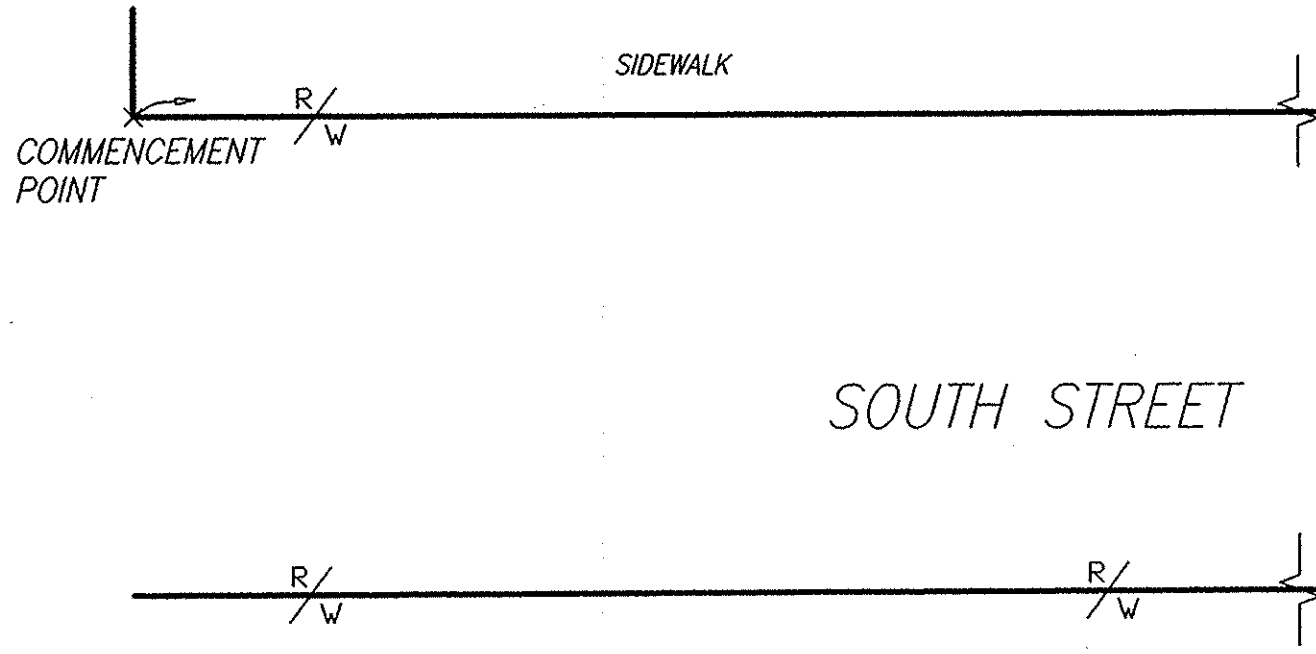 SIDEWALK
R/W
COMMENCEMENT
POINT
SOUTH STREET
R/W
R/W